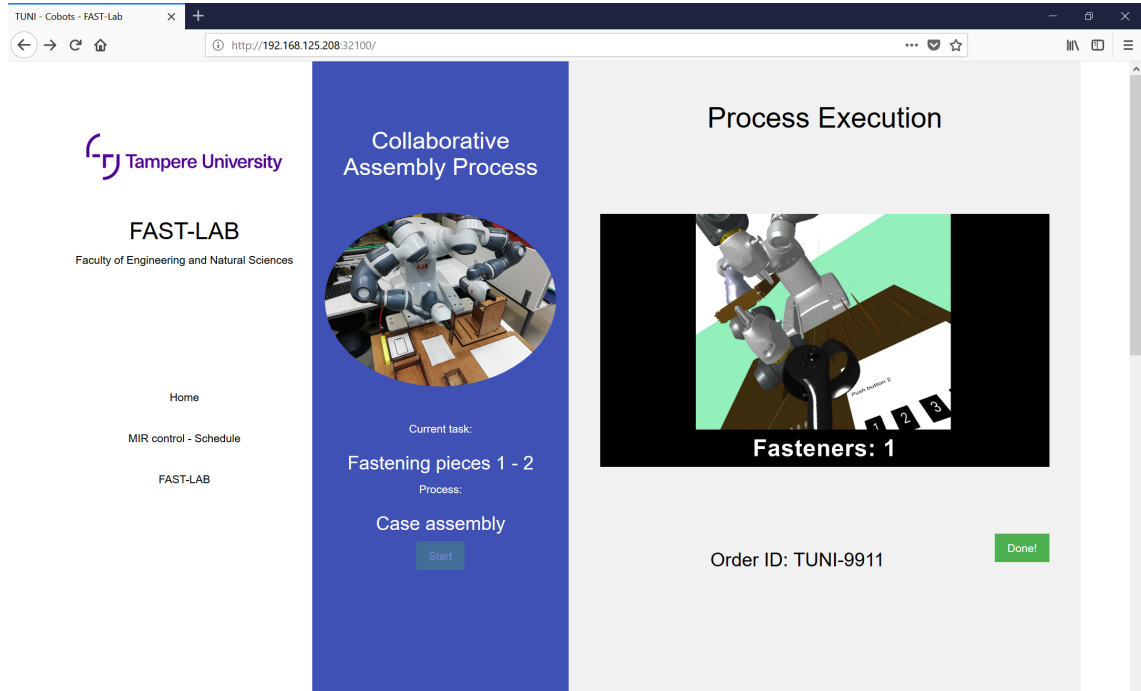 TUNI - Cobots - FAST-Lab
http://192.168.125.208:32100/
Tampere University
FAST-LAB
Faculty of Engineering and Natural Sciences
Home
MIR control - Schedule
FAST-LAB
Collaborative
Assembly Process
ABB
Current task:
Fastening pieces 1 - 2
Process:
Case assembly
Start
Process Execution
Push button 2
1 2 3
Fasteners: 1
Order ID: TUNI-9911
Done!